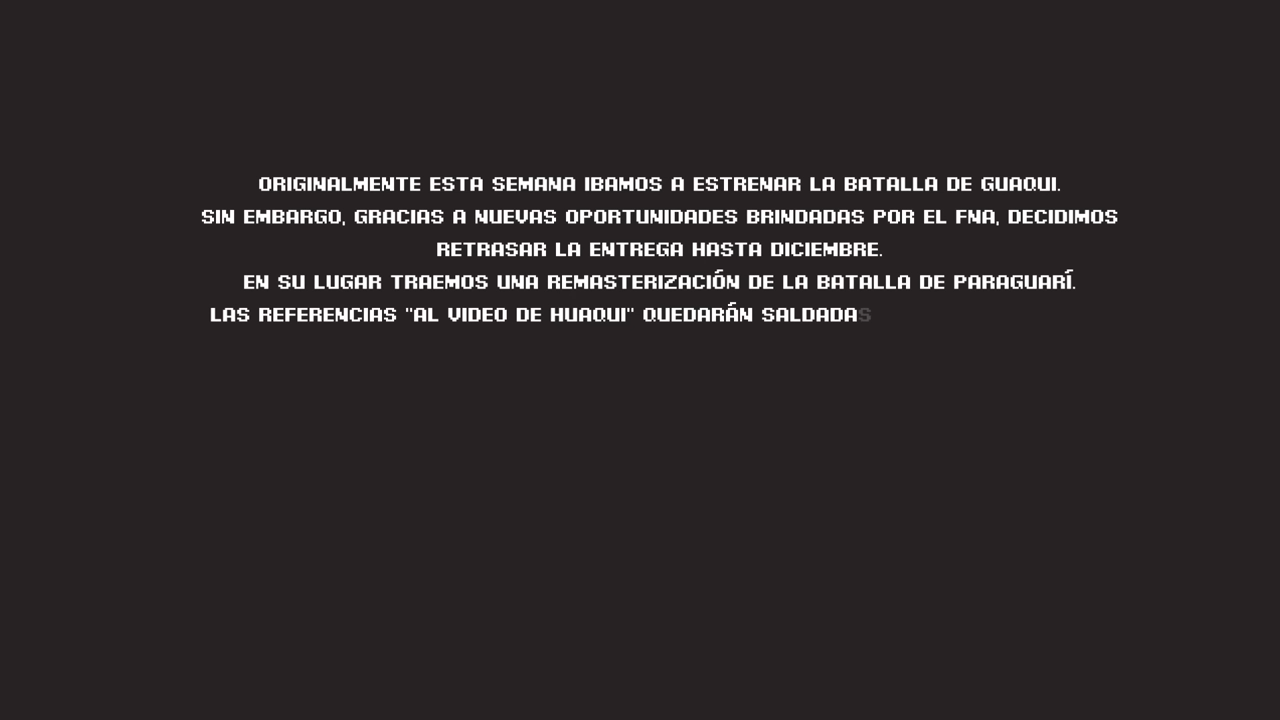 ORIGINALMENTE ESTA SEMANA IBAMOS A ESTRENAR LA BATALLA DE GUAQUI.
SIN EMBARGO, GRACIAS A NUEVAS OPORTUNIDADES BRINDADAS POR EL FNA, DECIDIMOS
RETRASAR LA ENTREGA HASTA DICIEMBRE.
EN SU LUGAR TRAEMOS UNA REMASTERIZACIÓN DE LA BATALLA DE PARAGUARÍ.
LAS REFERENCIAS "AL VIDEO DE HUAQUI" QUEDARÁN SALDADAS